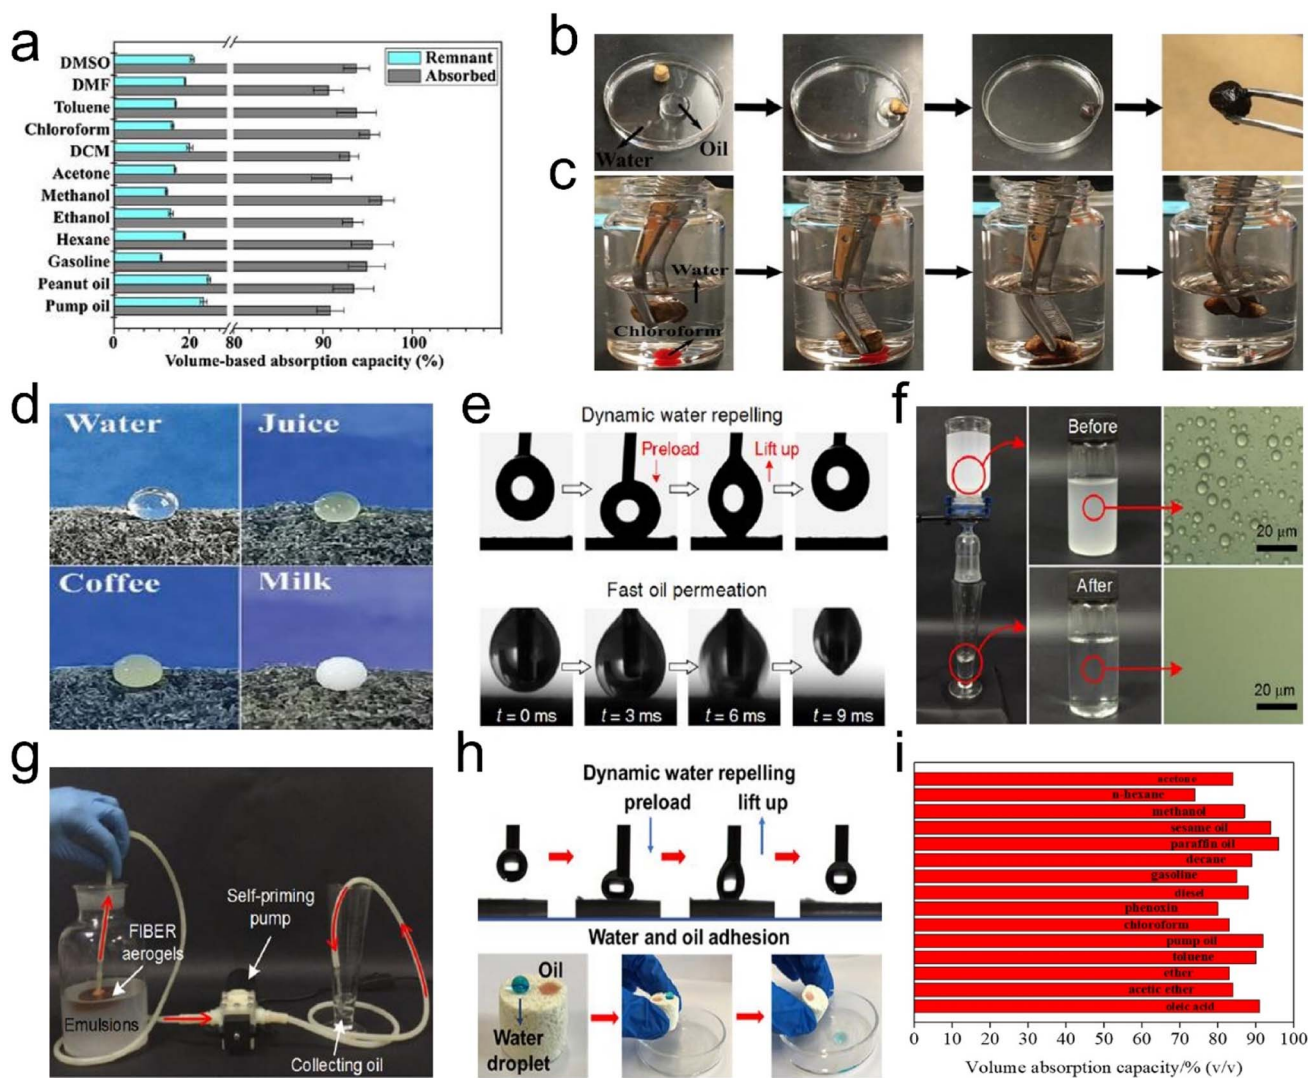 a
DMSO
DMF
Toluene
Chloroform
DCM
Acetone
Methanol
Ethanol
Hexane
Gasoline
Peanut oil
Pump oil
Remnant
Absorbed
0 20 80 100
Volume-based absorption capacity (%)
b
Water
Oil
c
Water
Chloroform
d
Water
Juice
Coffee
Milk
e
Dynamic water repelling
Preload
Lift up
Fast oil permeation
t = 0 ms
t = 3 ms
t = 6 ms
t = 9 ms
f
Before
20 μm
After
20 μm
g
FIBER
aerogels
Emulsions
Self-priming
pump
Collecting oil
h
Dynamic water repelling
preload
lift up
Water and oil adhesion
Oil
Water
droplet
i
acetone
n-hexane
methanol
sesame oil
paraffin oil
decane
gasoline
diesel
phenoxin
chloroform
pump oil
toluene
ether
acetic ether
oleic acid
0 10 20 30 40 50 60 70 80 90 100
Volume absorption capacity/% (v/v)